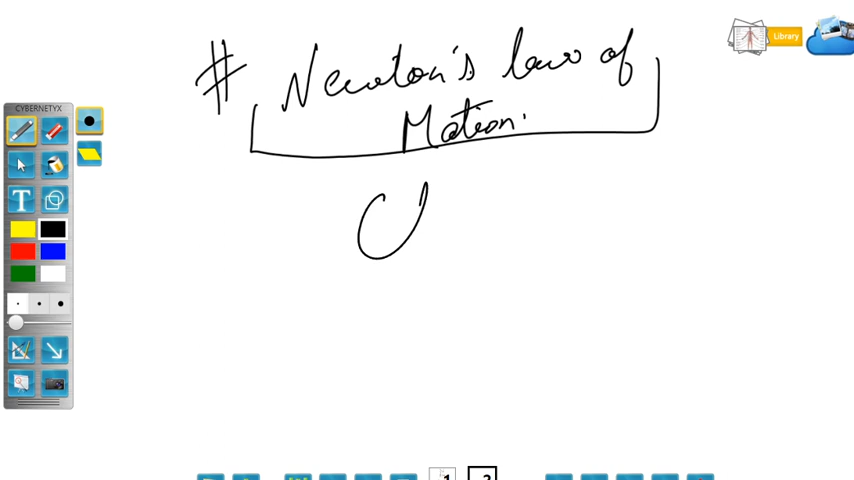 Library
# Newton's law of
Motion.
CYBERNETYX
T
1
2